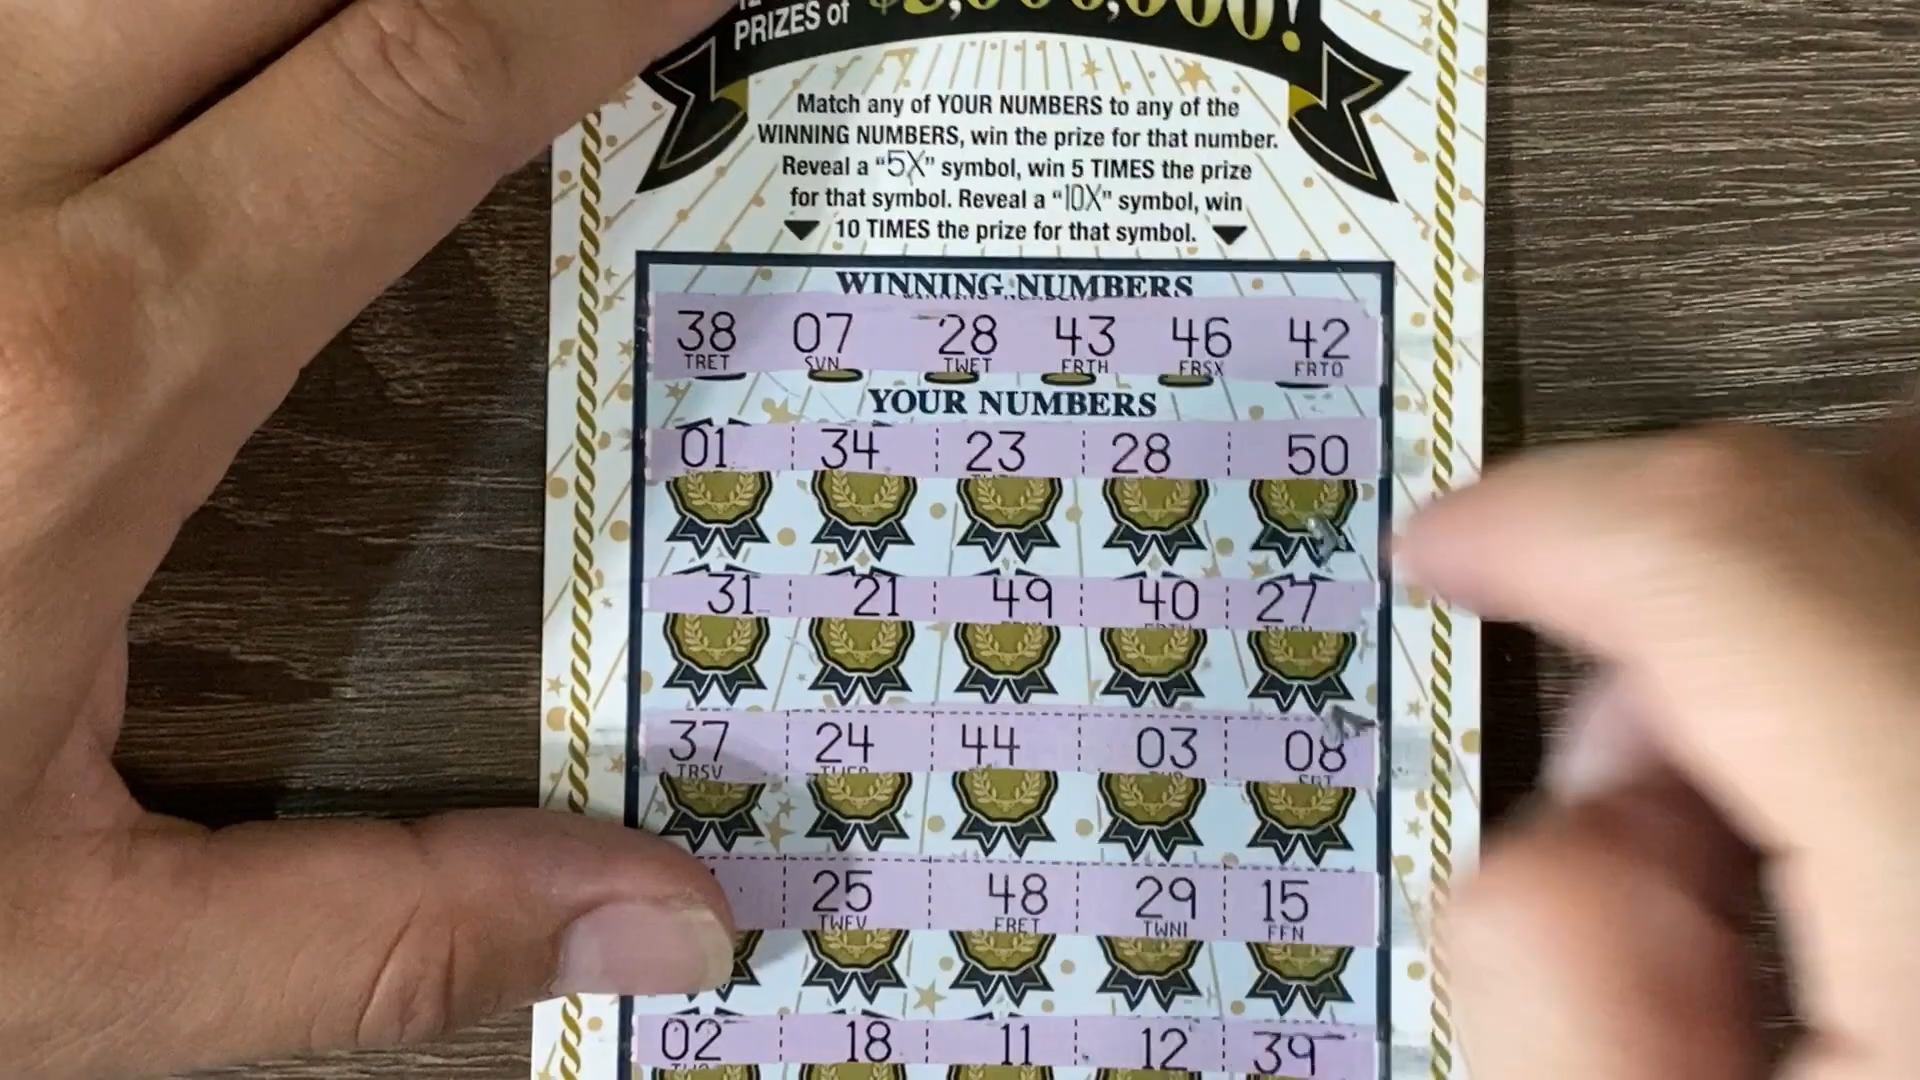 PRIZES of
Match any of YOUR NUMBERS to any of the
WINNING NUMBERS, win the prize for that number.
Reveal a "5X" symbol, win 5 TIMES the prize
for that symbol. Reveal a "10X" symbol, win
10 TIMES the prize for that symbol.
WINNING NUMBERS
38 07 28 43 46 42
TRET SVN TWET FRTH FRSX FRTO
YOUR NUMBERS
01 34 23 28 50
31 21 49 40 27
37 24 44 03 08
TRSV
25 48 29 15
TWFV FRET TWNI FFN
02 18 11 12 39